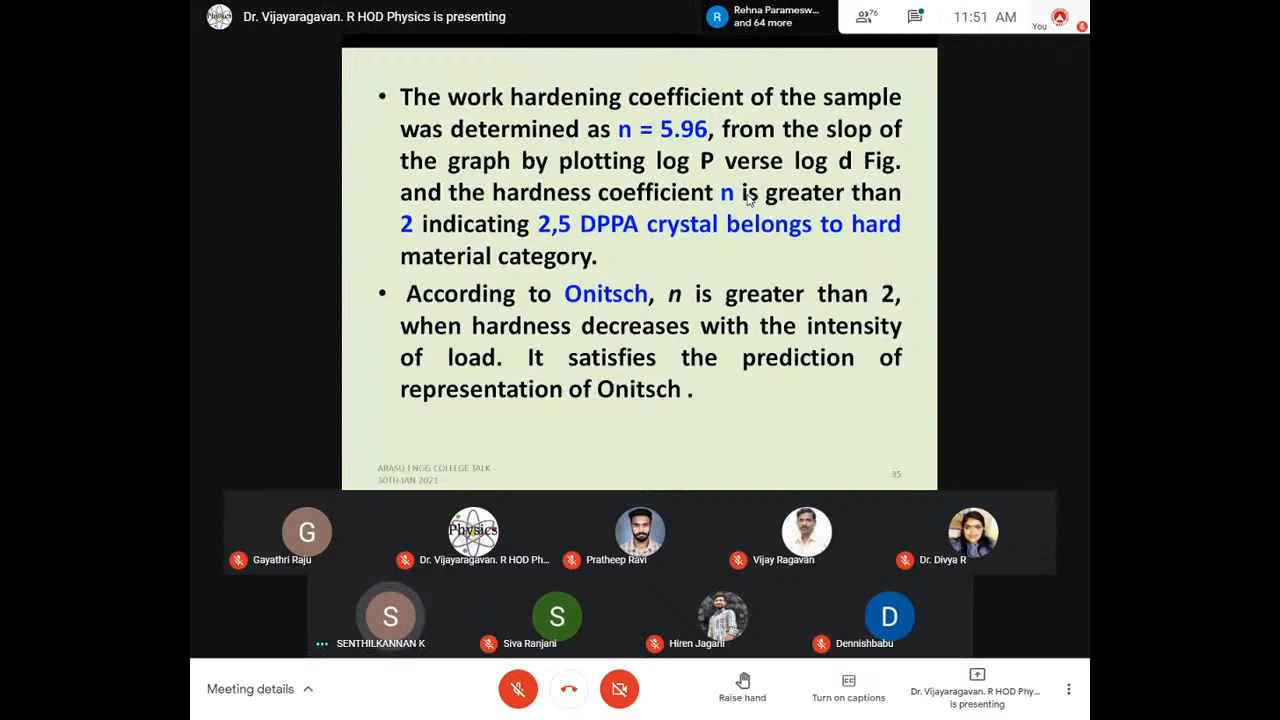 Dr. Vijayaragavan. R HOD Physics is presenting
R
Rehna Paramesw...
and 64 more
76
11:51 AM
You
• The work hardening coefficient of the sample
was determined as n = 5.96, from the slop of
the graph by plotting log P verse log d Fig.
and the hardness coefficient n is greater than
2 indicating 2,5 DPPA crystal belongs to hard
material category.
• According to Onitsch, n is greater than 2,
when hardness decreases with the intensity
of load. It satisfies the prediction of
representation of Onitsch .
ARASU ENGG COLLEGE TALK -
30TH JAN 2021
35
G
Physics
Gayathri Raju
Dr. Vijayaragavan. R HOD Ph...
Pratheep Ravi
Vijay Ragavan
Dr. Divya R
S
S
D
SENTHILKANNAN K
Siva Ranjani
Hiren Jagani
Dennishbabu
Meeting details
Raise hand
CC
Turn on captions
Dr. Vijayaragavan. R HOD Phy...
is presenting